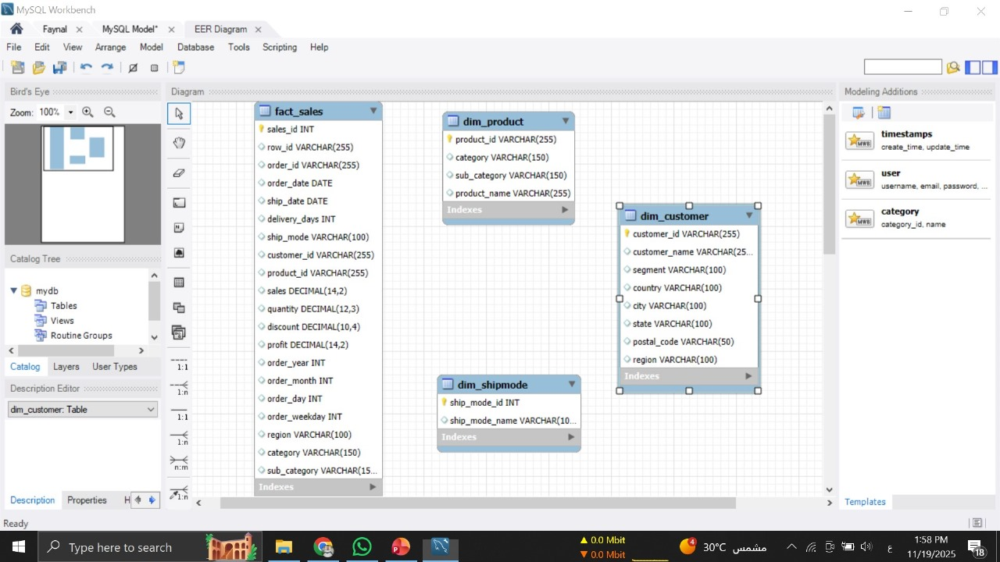 MySQL Workbench
Faynal
MySQL Model*
EER Diagram
File Edit View Arrange Model Database Tools Scripting Help
Bird's Eye
Zoom: 100%
Catalog Tree
mydb
Tables
Views
Routine Groups
Catalog Layers User Types
Description Editor
dim_customer: Table
Description Properties H
Diagram
1:1
1:n
1:1
1:n
n:m
1:n
fact_sales
sales_id INT
row_id VARCHAR(255)
order_id VARCHAR(255)
order_date DATE
ship_date DATE
delivery_days INT
ship_mode VARCHAR(100)
customer_id VARCHAR(255)
product_id VARCHAR(255)
sales DECIMAL(14,2)
quantity DECIMAL(12,3)
discount DECIMAL(10,4)
profit DECIMAL(14,2)
order_year INT
order_month INT
order_day INT
order_weekday INT
region VARCHAR(100)
category VARCHAR(150)
sub_category VARCHAR(15...
Indexes
dim_product
product_id VARCHAR(255)
category VARCHAR(150)
sub_category VARCHAR(150)
product_name VARCHAR(255)
Indexes
dim_shipmode
ship_mode_id INT
ship_mode_name VARCHAR(10...
Indexes
dim_customer
customer_id VARCHAR(255)
customer_name VARCHAR(25...
segment VARCHAR(100)
country VARCHAR(100)
city VARCHAR(100)
state VARCHAR(100)
postal_code VARCHAR(50)
region VARCHAR(100)
Indexes
Modeling Additions
MWB
timestamps
create_time, update_time
MWB
user
username, email, password, ...
MWB
category
category_id, name
Templates
Ready
Type here to search
0.0 Mbit
0.0 Mbit
4
30°C مشمس
ع
1:58 PM
11/19/2025
18